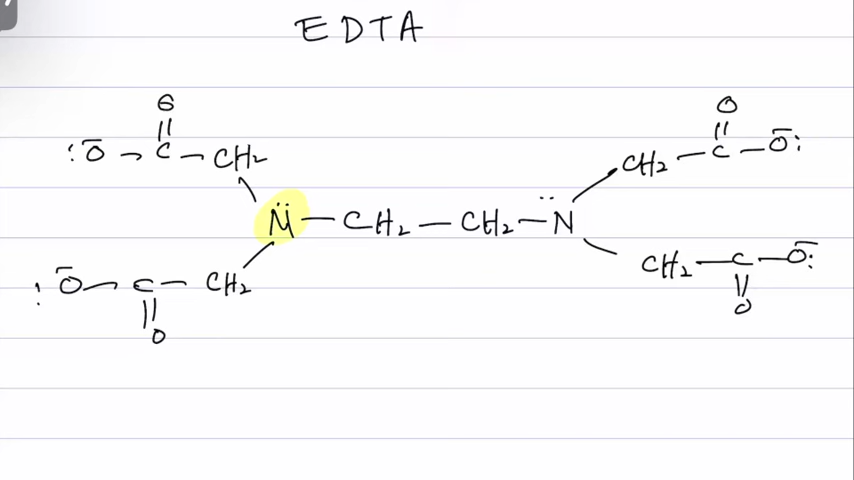 EDTA
O O
:Ō - C - CH₂ CH₂ - C - Ō:
N̈ - CH₂ - CH₂ - N̈
:Ō - C - CH₂ CH₂ - C - Ō:
O O